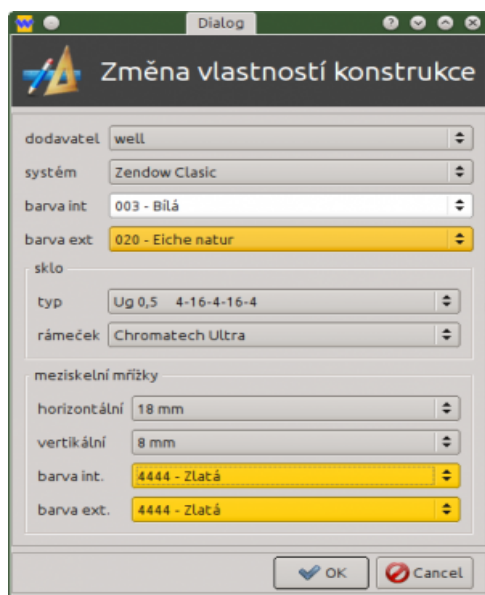 Dialog
Změna vlastností konstrukce
dodavatel well
systém Zendow Clasic
barva int 003 - Bílá
barva ext 020 - Eiche natur
sklo
typ Ug 0,5 4-16-4-16-4
rámeček Chromatech Ultra
meziskelní mřížky
horizontální 18 mm
vertikální 8 mm
barva int. 4444 - Zlatá
barva ext. 4444 - Zlatá
OK Cancel